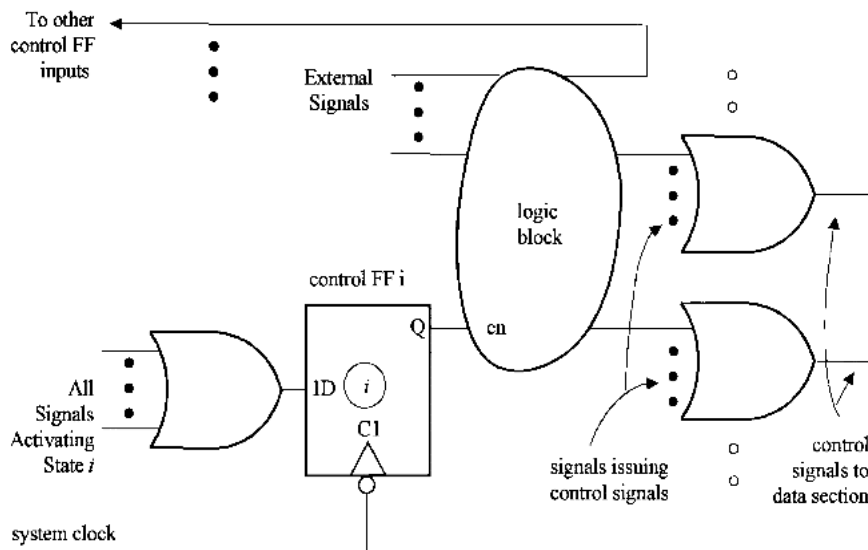 To other
control FF
inputs
External
Signals
logic
block
control FF i
Q
cn
1D
i
C1
All
Signals
Activating
State i
signals issuing
control signals
control
signals to
data section
system clock